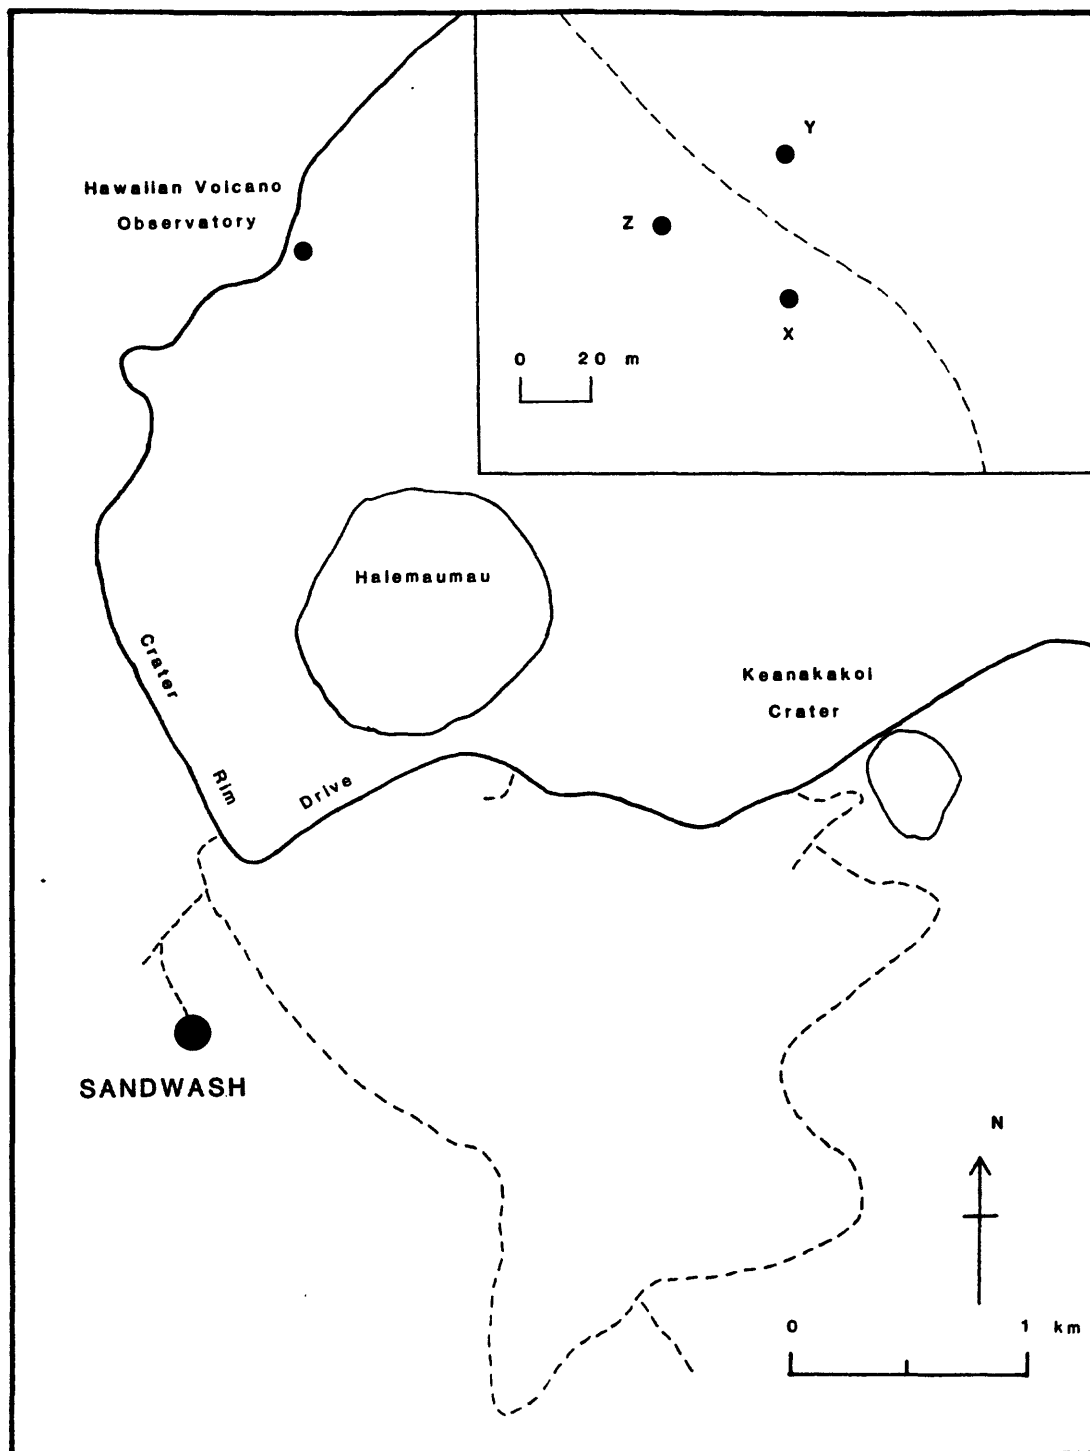 Hawaiian Volcano
Observatory
Y
Z
X
0 20 m
Halemaumau
Keanakakoi
Crater
Crater
Rim
Drive
SANDWASH
N
0 1 km